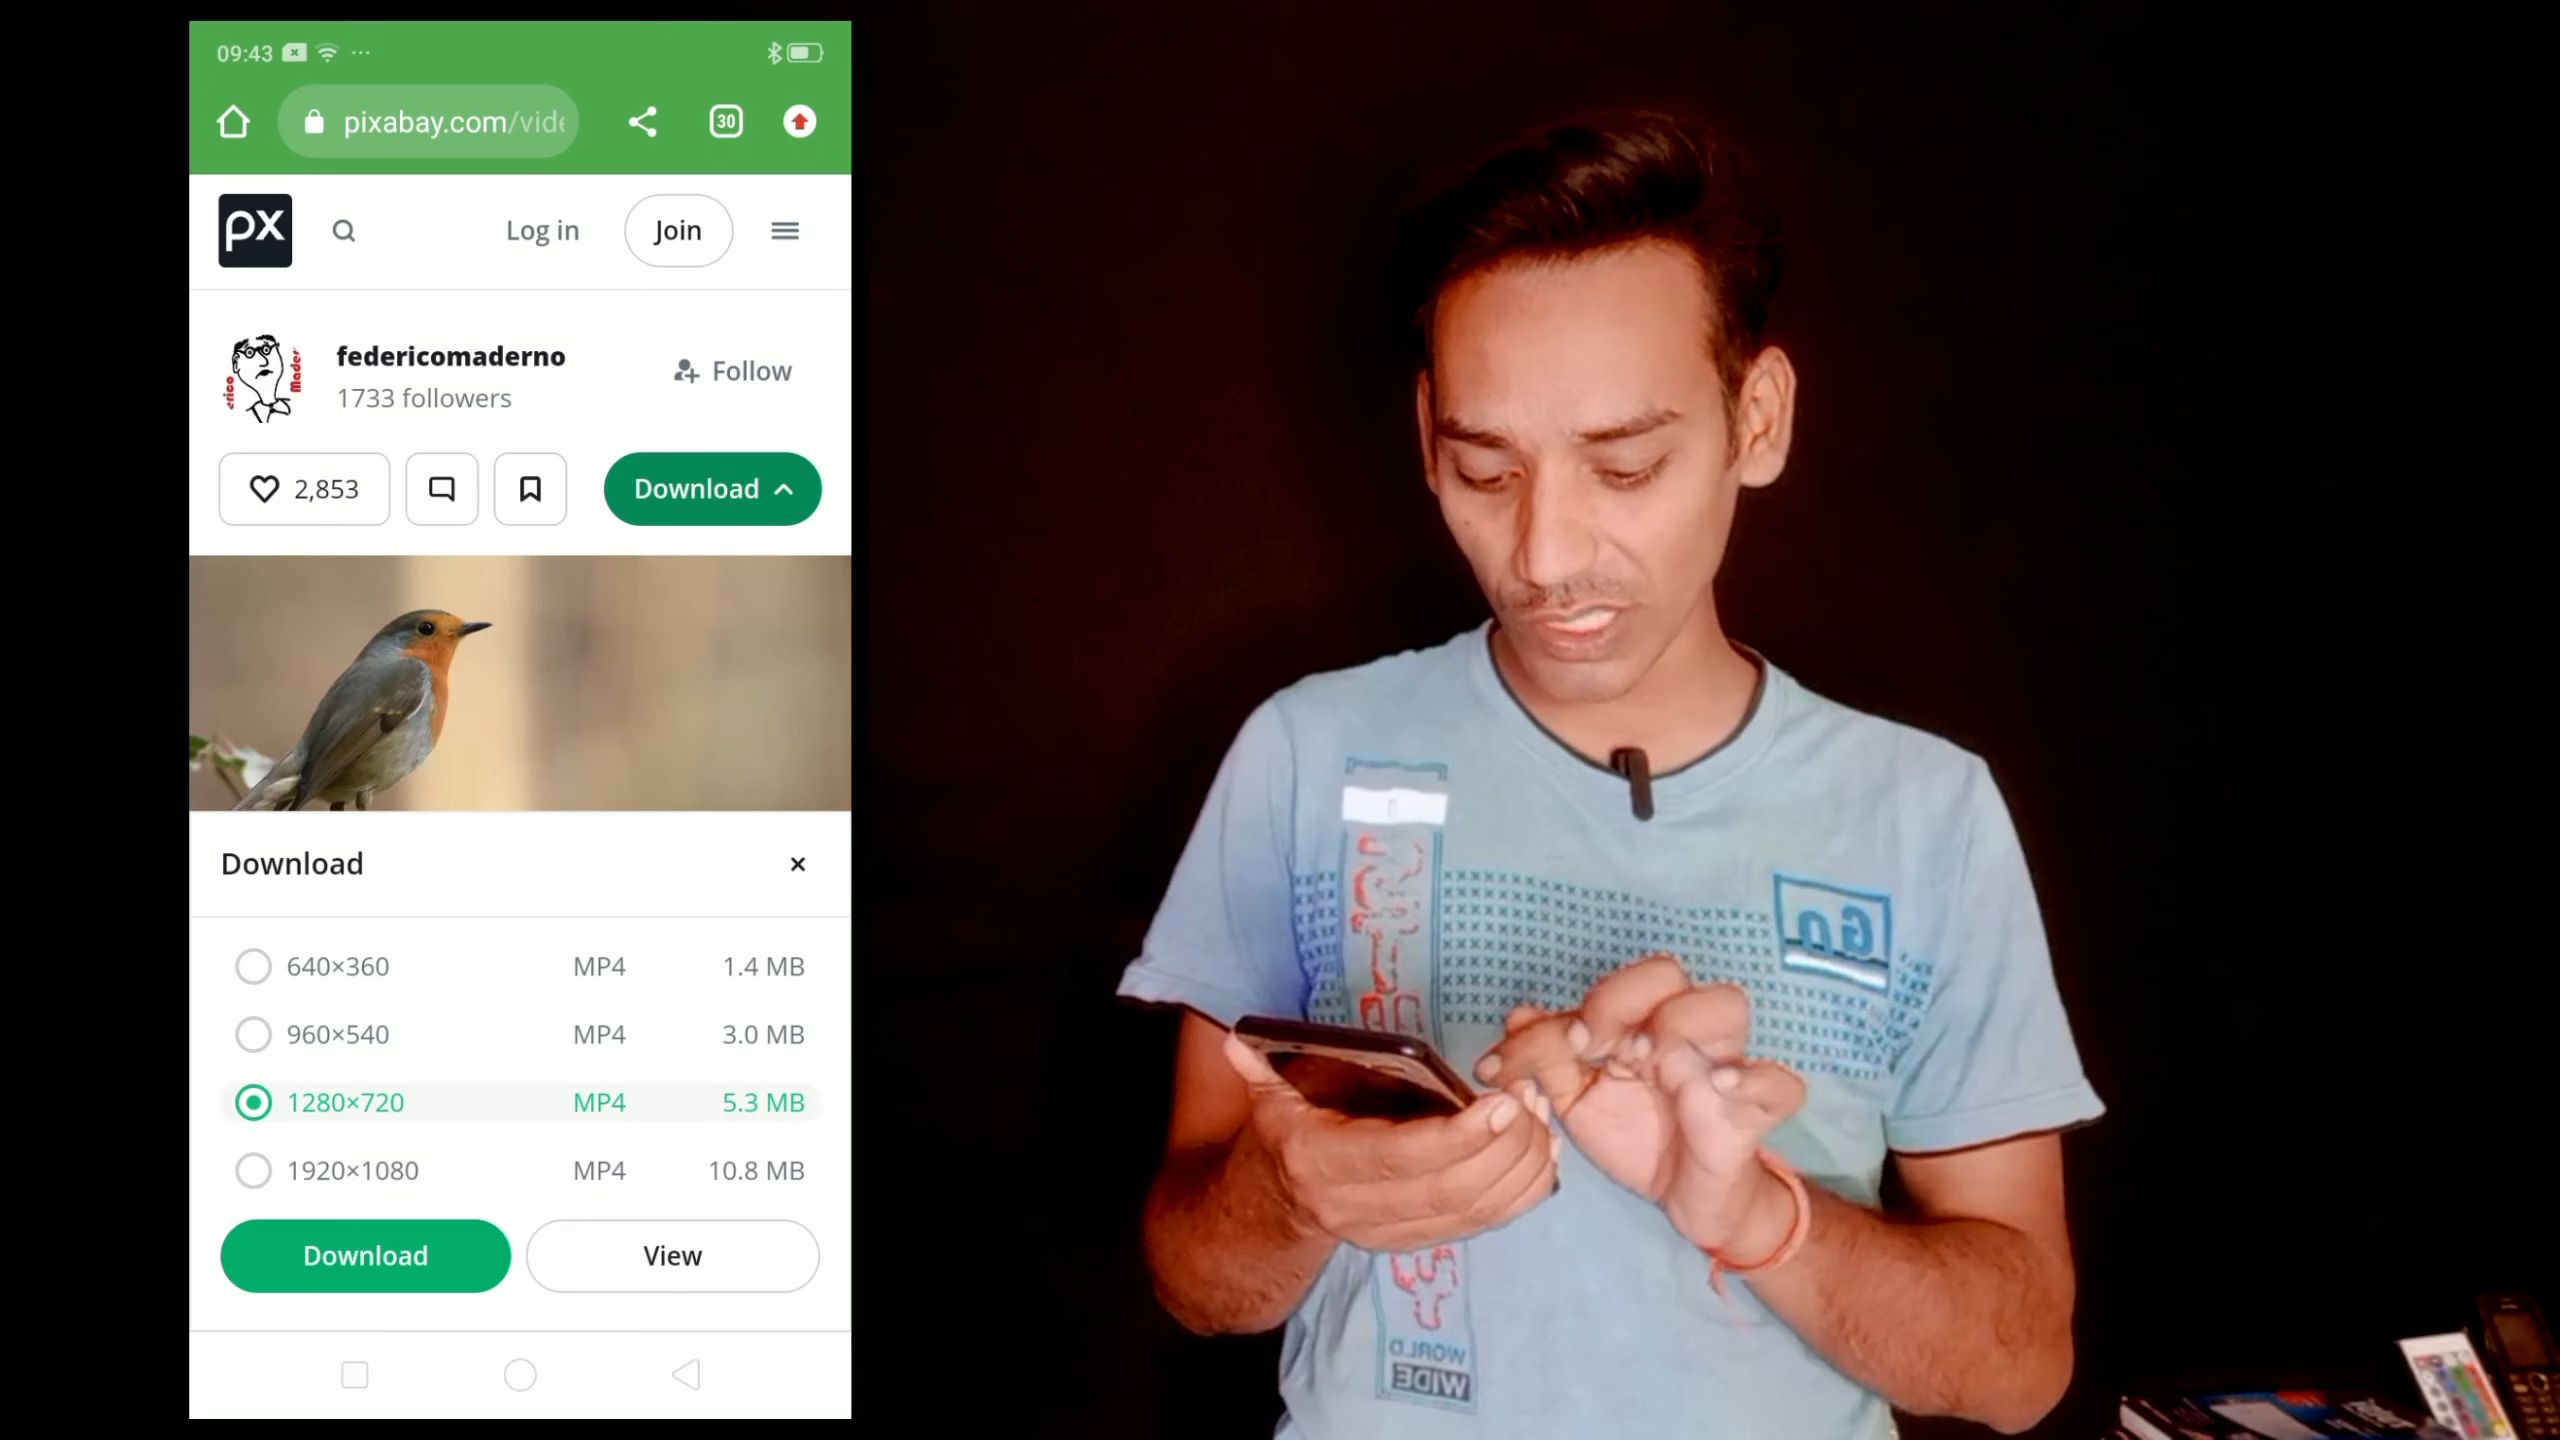 09:43
pixabay.com/vide
30
px
Log in
Join
federicomaderno
1733 followers
Follow
2,853
Download
Download
640×360 MP4 1.4 MB
960×540 MP4 3.0 MB
1280×720 MP4 5.3 MB
1920×1080 MP4 10.8 MB
Download
View
Go
WORLD
WIDE